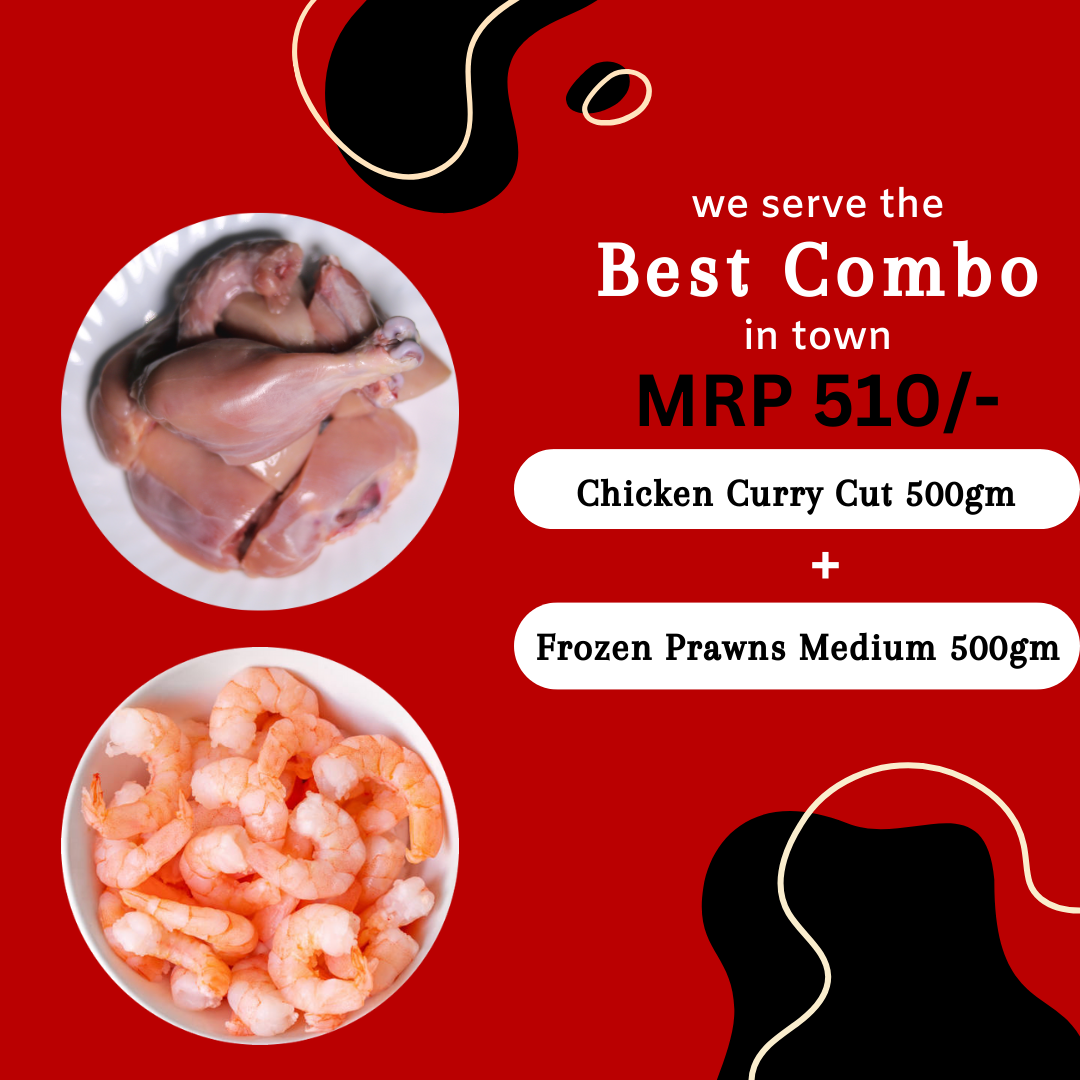 we serve the
Best Combo
in town
MRP 510/-
Chicken Curry Cut 500gm
+
Frozen Prawns Medium 500gm